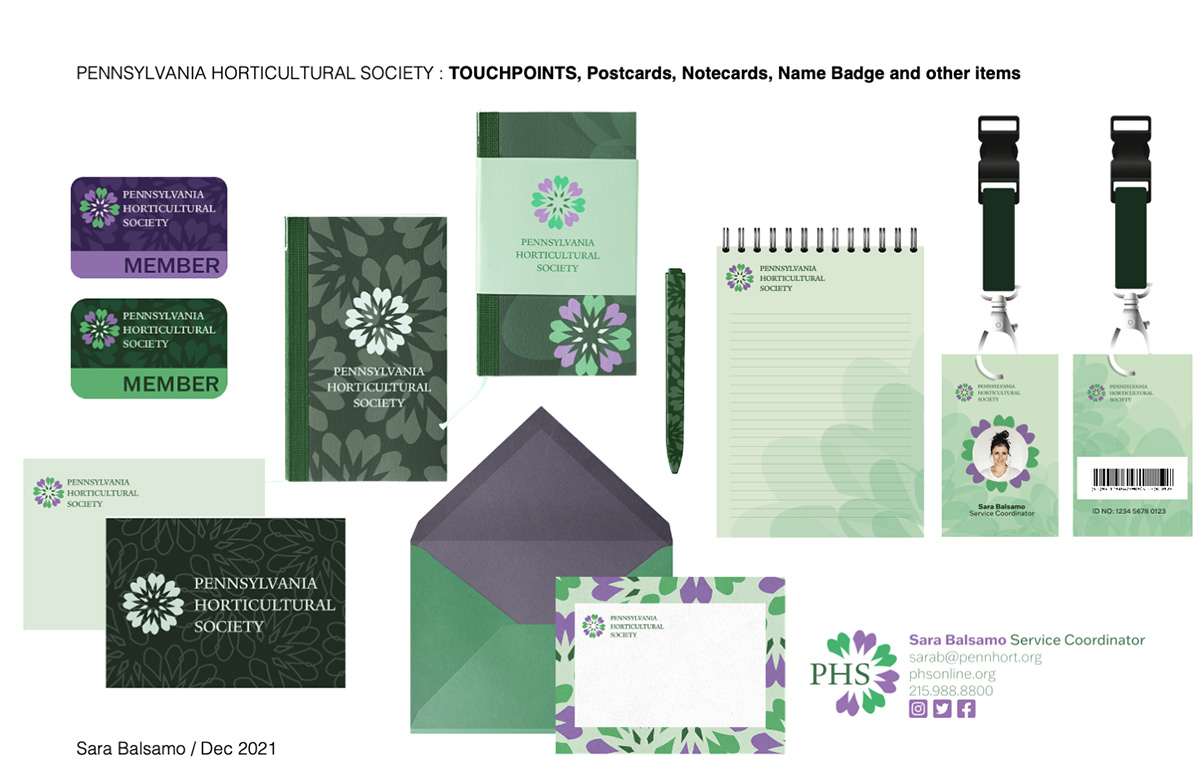 PENNSYLVANIA HORTICULTURAL SOCIETY : TOUCHPOINTS, Postcards, Notecards, Name Badge and other items
PENNSYLVANIA
HORTICULTURAL
SOCIETY
MEMBER
PENNSYLVANIA
HORTICULTURAL
SOCIETY
MEMBER
PENNSYLVANIA
HORTICULTURAL
SOCIETY
PENNSYLVANIA
HORTICULTURAL
SOCIETY
PENNSYLVANIA
HORTICULTURAL
SOCIETY
PENNSYLVANIA
HORTICULTURAL
SOCIETY
Sara Balsamo
Service Coordinator
PENNSYLVANIA
HORTICULTURAL
SOCIETY
ID NO: 1234 5678 0123
PENNSYLVANIA
HORTICULTURAL
SOCIETY
PENNSYLVANIA
HORTICULTURAL
SOCIETY
PENNSYLVANIA
HORTICULTURAL
SOCIETY
PHS
Sara Balsamo Service Coordinator
sarab@pennhort.org
phsonline.org
215.988.8800
Sara Balsamo / Dec 2021